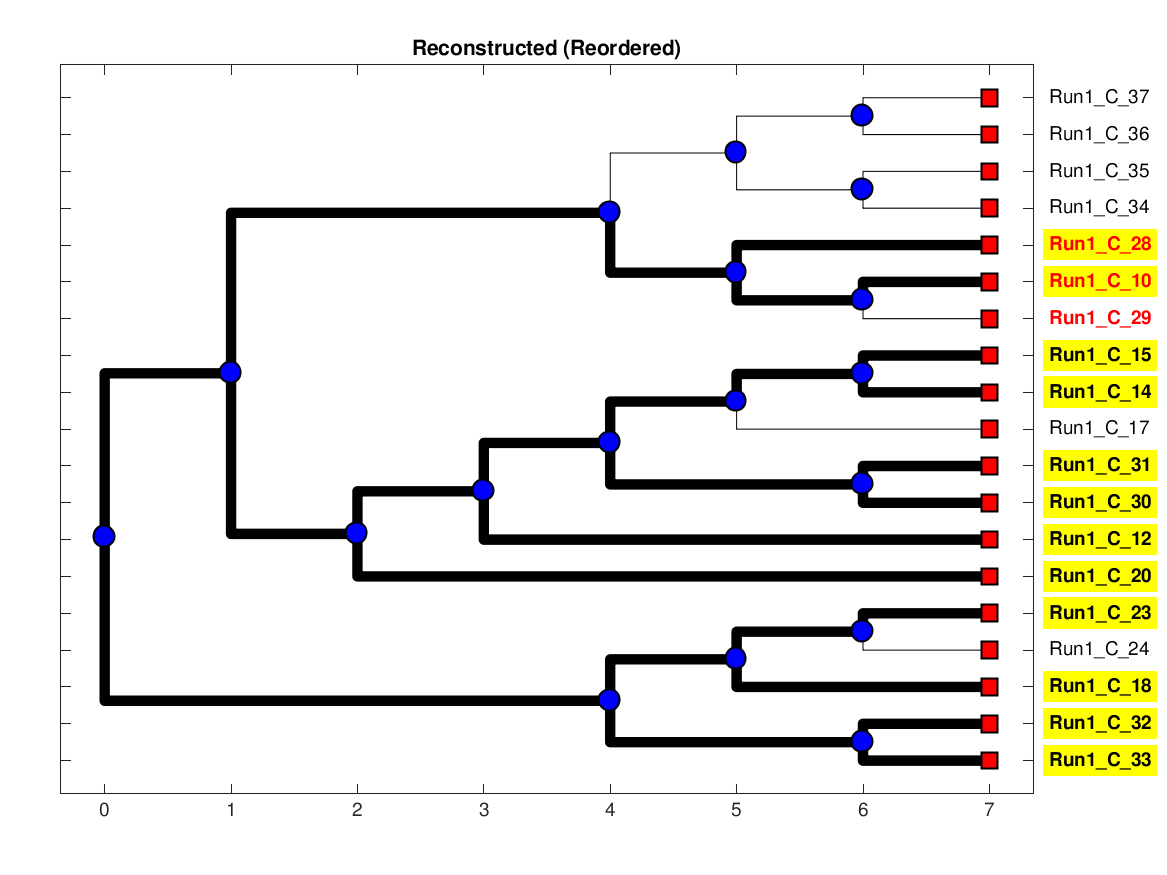 Reconstructed (Reordered)
Run1_C_37
Run1_C_36
Run1_C_35
Run1_C_34
Run1_C_28
Run1_C_10
Run1_C_29
Run1_C_15
Run1_C_14
Run1_C_17
Run1_C_31
Run1_C_30
Run1_C_12
Run1_C_20
Run1_C_23
Run1_C_24
Run1_C_18
Run1_C_32
Run1_C_33
0 1 2 3 4 5 6 7